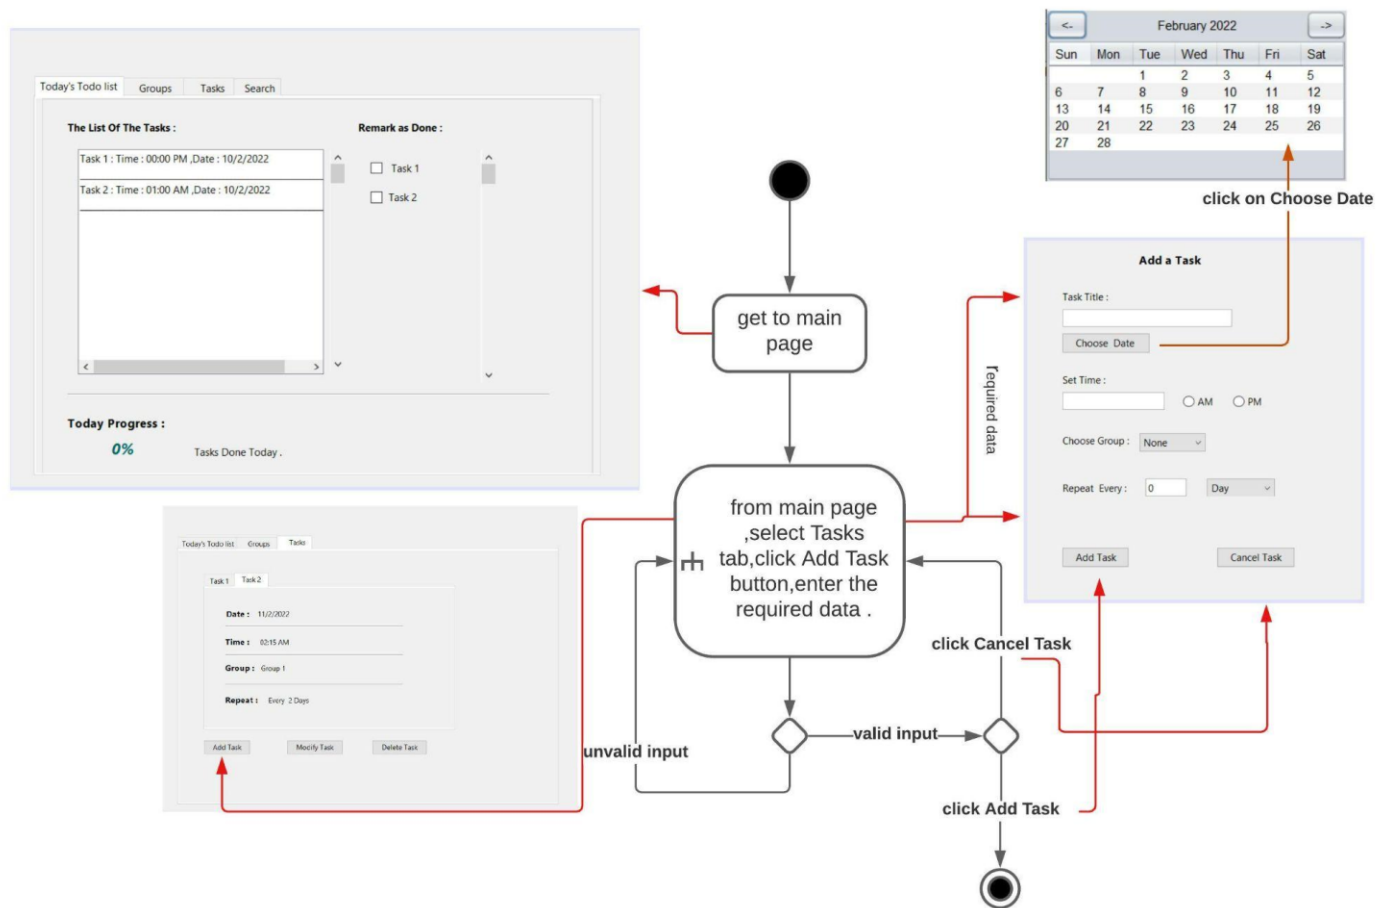 Today's Todo list Groups Tasks Search
The List Of The Tasks :
Remark as Done :
Task 1 : Time : 00:00 PM ,Date : 10/2/2022
Task 2 : Time : 01:00 AM ,Date : 10/2/2022
Task 1
Task 2
Today Progress :
0% Tasks Done Today .
get to main
page
from main page
,select Tasks
tab,click Add Task
button,enter the
required data .
Today's Todo list Groups Tasks
Task 1 Task 2
Date : 11/2/2022
Time : 02:15 AM
Group : Group 1
Repeat : Every 2 Days
Add Task Modify Task Delete Task
unvalid input
valid input
click Cancel Task
click Add Task
required data
<- February 2022 ->
Sun Mon Tue Wed Thu Fri Sat
1 2 3 4 5
6 7 8 9 10 11 12
13 14 15 16 17 18 19
20 21 22 23 24 25 26
27 28
click on Choose Date
Add a Task
Task Title :
Choose Date
Set Time :
AM PM
Choose Group : None
Repeat Every : 0 Day
Add Task Cancel Task